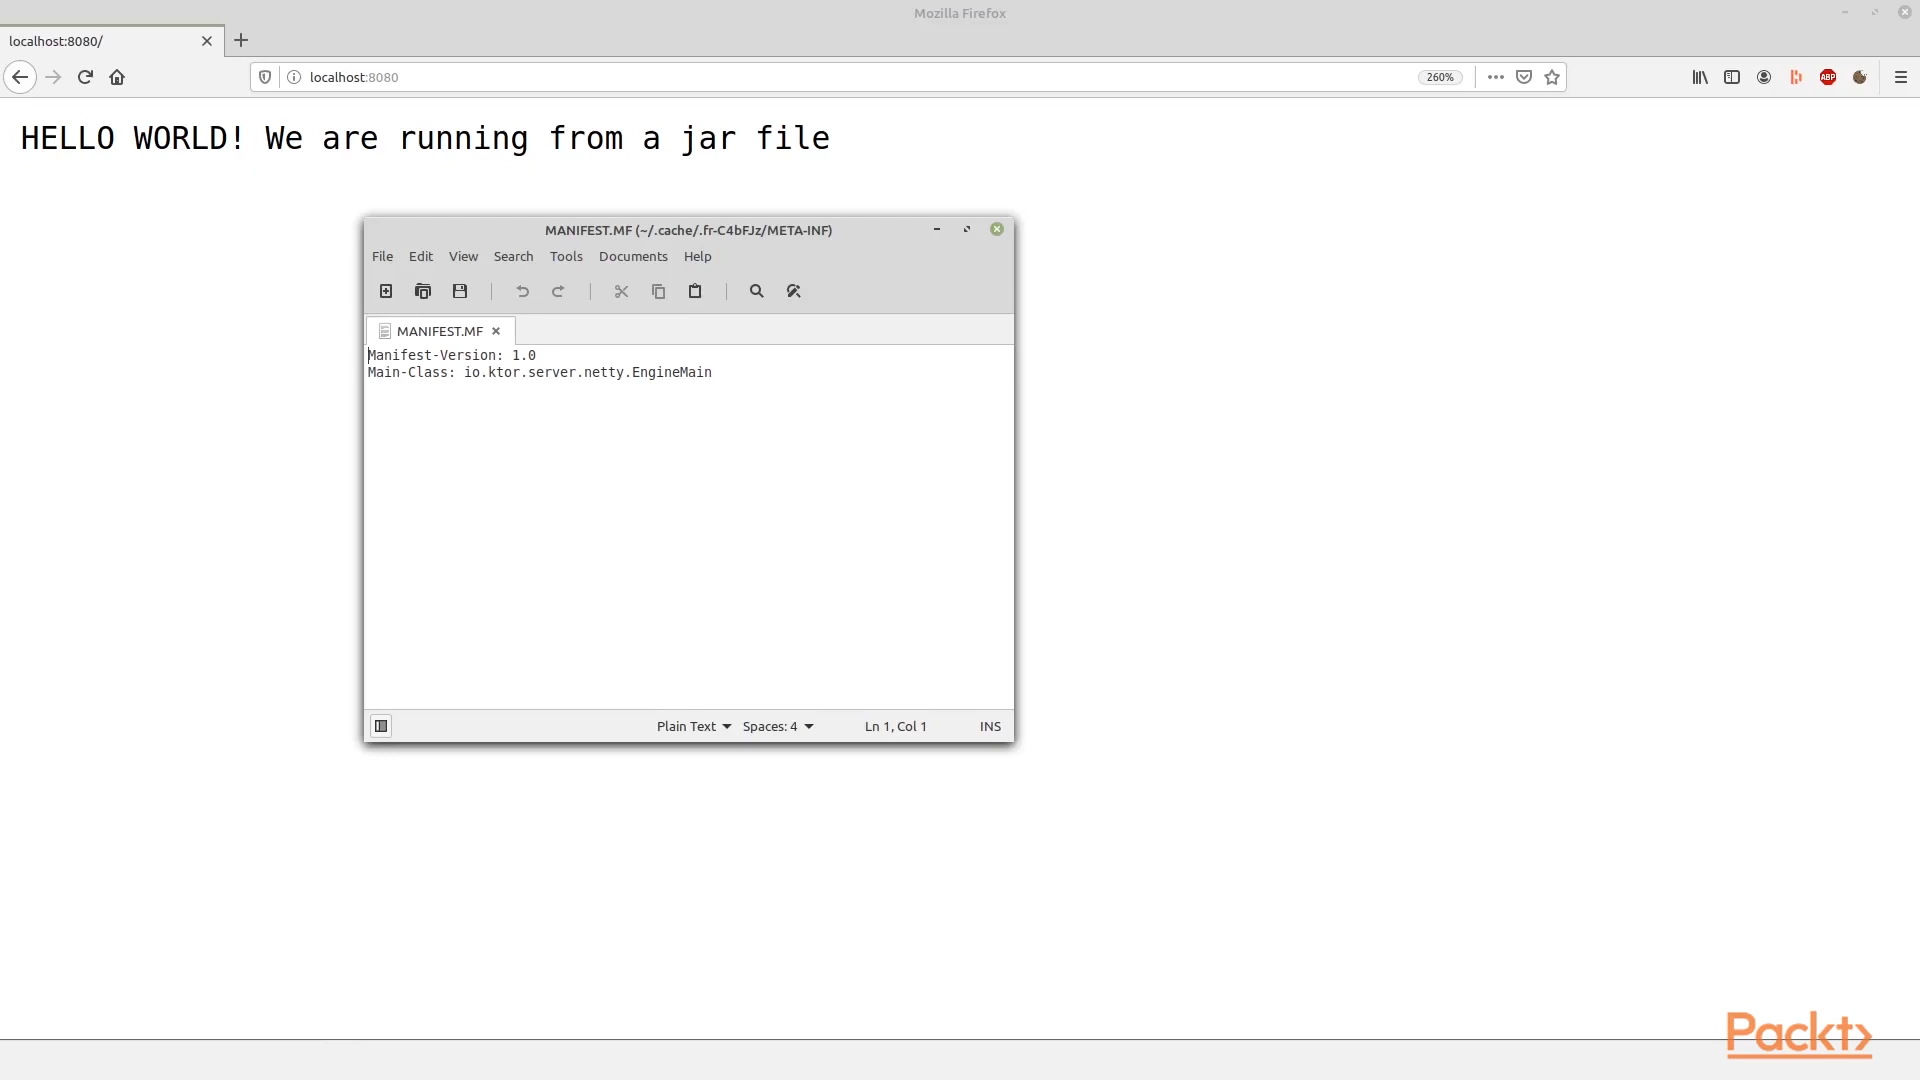 Mozilla Firefox
localhost:8080/
localhost:8080
260%
ABP
HELLO WORLD! We are running from a jar file
MANIFEST.MF (~/.cache/.fr-C4bFJz/META-INF)
File Edit View Search Tools Documents Help
MANIFEST.MF
Manifest-Version: 1.0
Main-Class: io.ktor.server.netty.EngineMain
Plain Text Spaces: 4 Ln 1, Col 1 INS
Packt